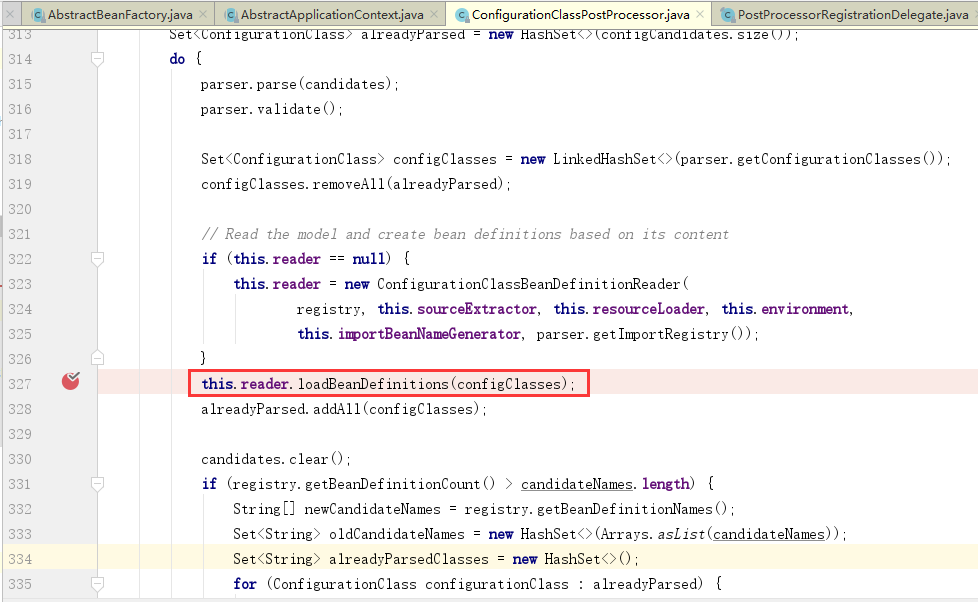 AbstractBeanFactory.java × AbstractApplicationContext.java × ConfigurationClassPostProcessor.java × PostProcessorRegistrationDelegate.java
313 Set<ConfigurationClass> alreadyParsed = new HashSet<>(configCandidates.size());
314 do {
315 parser.parse(candidates);
316 parser.validate();
317
318 Set<ConfigurationClass> configClasses = new LinkedHashSet<>(parser.getConfigurationClasses());
319 configClasses.removeAll(alreadyParsed);
320
321 // Read the model and create bean definitions based on its content
322 if (this.reader == null) {
323 this.reader = new ConfigurationClassBeanDefinitionReader(
324 registry, this.sourceExtractor, this.resourceLoader, this.environment,
325 this.importBeanNameGenerator, parser.getImportRegistry());
326 }
327 this.reader.loadBeanDefinitions(configClasses);
328 alreadyParsed.addAll(configClasses);
329
330 candidates.clear();
331 if (registry.getBeanDefinitionCount() > candidateNames.length) {
332 String[] newCandidateNames = registry.getBeanDefinitionNames();
333 Set<String> oldCandidateNames = new HashSet<>(Arrays.asList(candidateNames));
334 Set<String> alreadyParsedClasses = new HashSet<>();
335 for (ConfigurationClass configurationClass : alreadyParsed) {